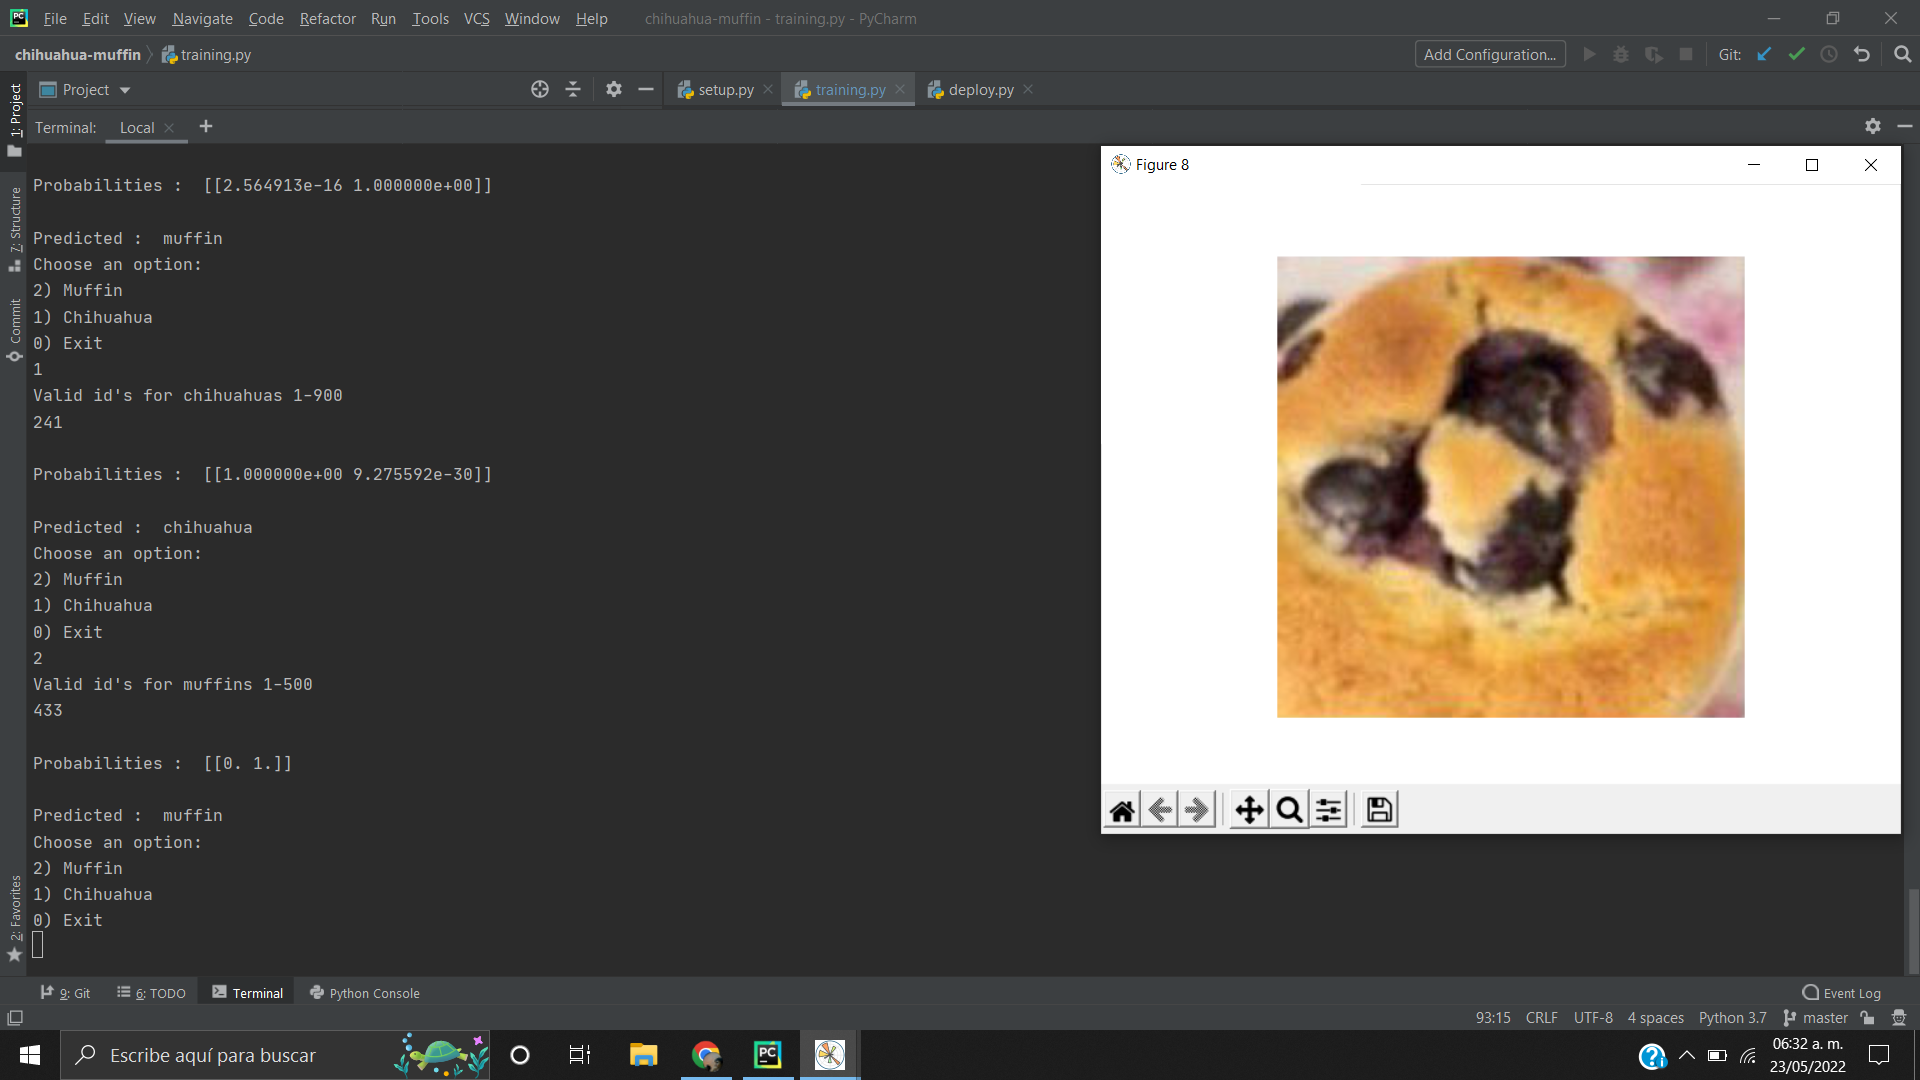 File Edit View Navigate Code Refactor Run Tools VCS Window Help chihuahua-muffin - training.py - PyCharm
chihuahua-muffin training.py Add Configuration... Git:
Project setup.py training.py deploy.py
Terminal: Local +
1: Project
7: Structure
Commit
2: Favorites
Probabilities :  [[2.564913e-16 1.000000e+00]]
Predicted :  muffin
Choose an option:
2) Muffin
1) Chihuahua
0) Exit
1
Valid id's for chihuahuas 1-900
241
Probabilities :  [[1.000000e+00 9.275592e-30]]
Predicted :  chihuahua
Choose an option:
2) Muffin
1) Chihuahua
0) Exit
2
Valid id's for muffins 1-500
433
Probabilities :  [[0. 1.]]
Predicted :  muffin
Choose an option:
2) Muffin
1) Chihuahua
0) Exit
Figure 8
9: Git 6: TODO Terminal Python Console Event Log
93:15 CRLF UTF-8 4 spaces Python 3.7 master
Escribe aquí para buscar
06:32 a. m.
23/05/2022